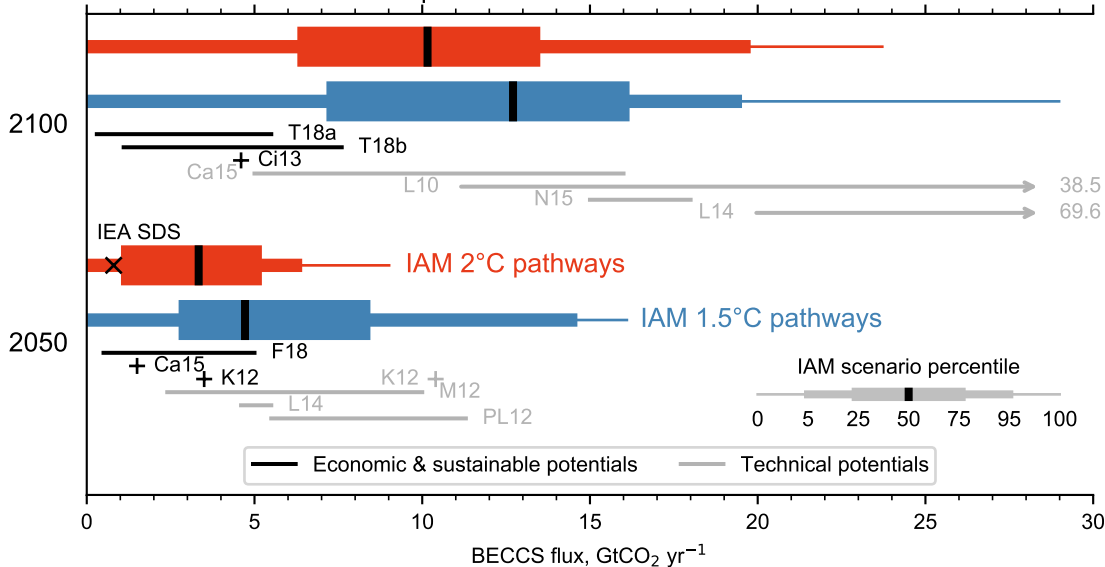 2100
T18a
T18b
Ci13
Ca15
L10
38.5
N15
L14
69.6
IEA SDS
IAM 2°C pathways
IAM 1.5°C pathways
2050
F18
Ca15
K12
K12
M12
L14
PL12
IAM scenario percentile
0 5 25 50 75 95 100
Economic & sustainable potentials
Technical potentials
0 5 10 15 20 25 30
BECCS flux, GtCO₂ yr⁻¹